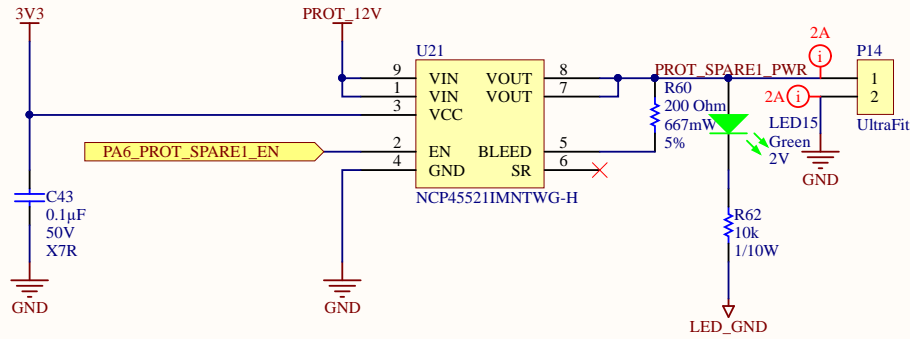 3V3
PROT_12V
2A
i
P14
U21
9 VIN VOUT 8
PROT_SPARE1_PWR
1
1 VIN VOUT 7
R60
2A
i
2
3 VCC
200 Ohm
LED15
UltraFit
667mW
Green
PA6_PROT_SPARE1_EN
2 EN BLEED 5
5%
2V
4 GND SR 6
GND
C43
NCP45521IMNTWG-H
0.1µF
R62
50V
10k
X7R
1/10W
GND
GND
LED_GND